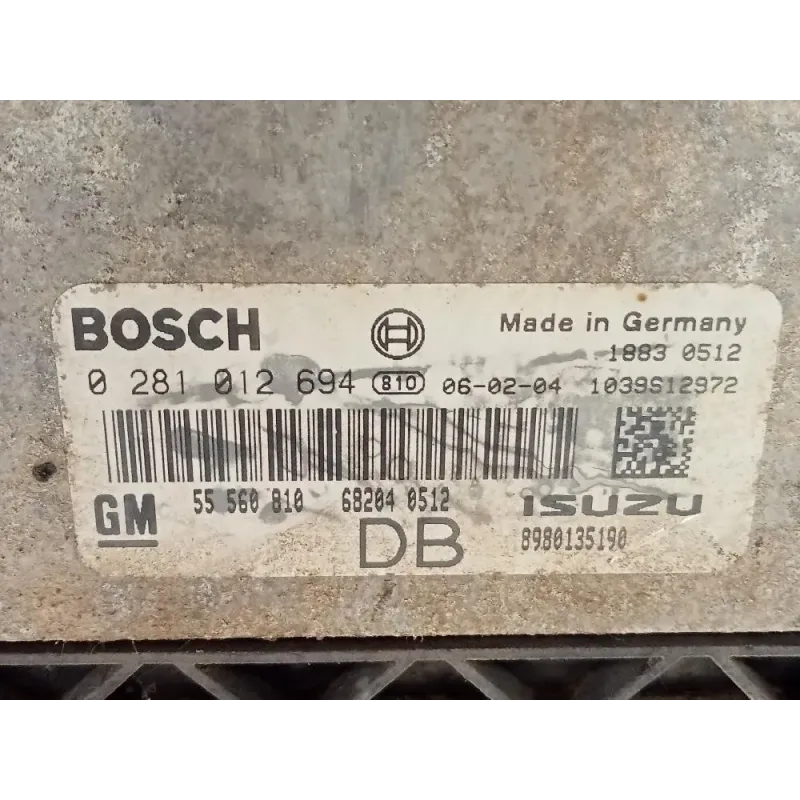 BOSCH Made in Germany
1883 0512
0 281 012 694 810 06-02-04 1039S12972
GM 55 560 810 682040 0512 ISUZU
DB 8980135190